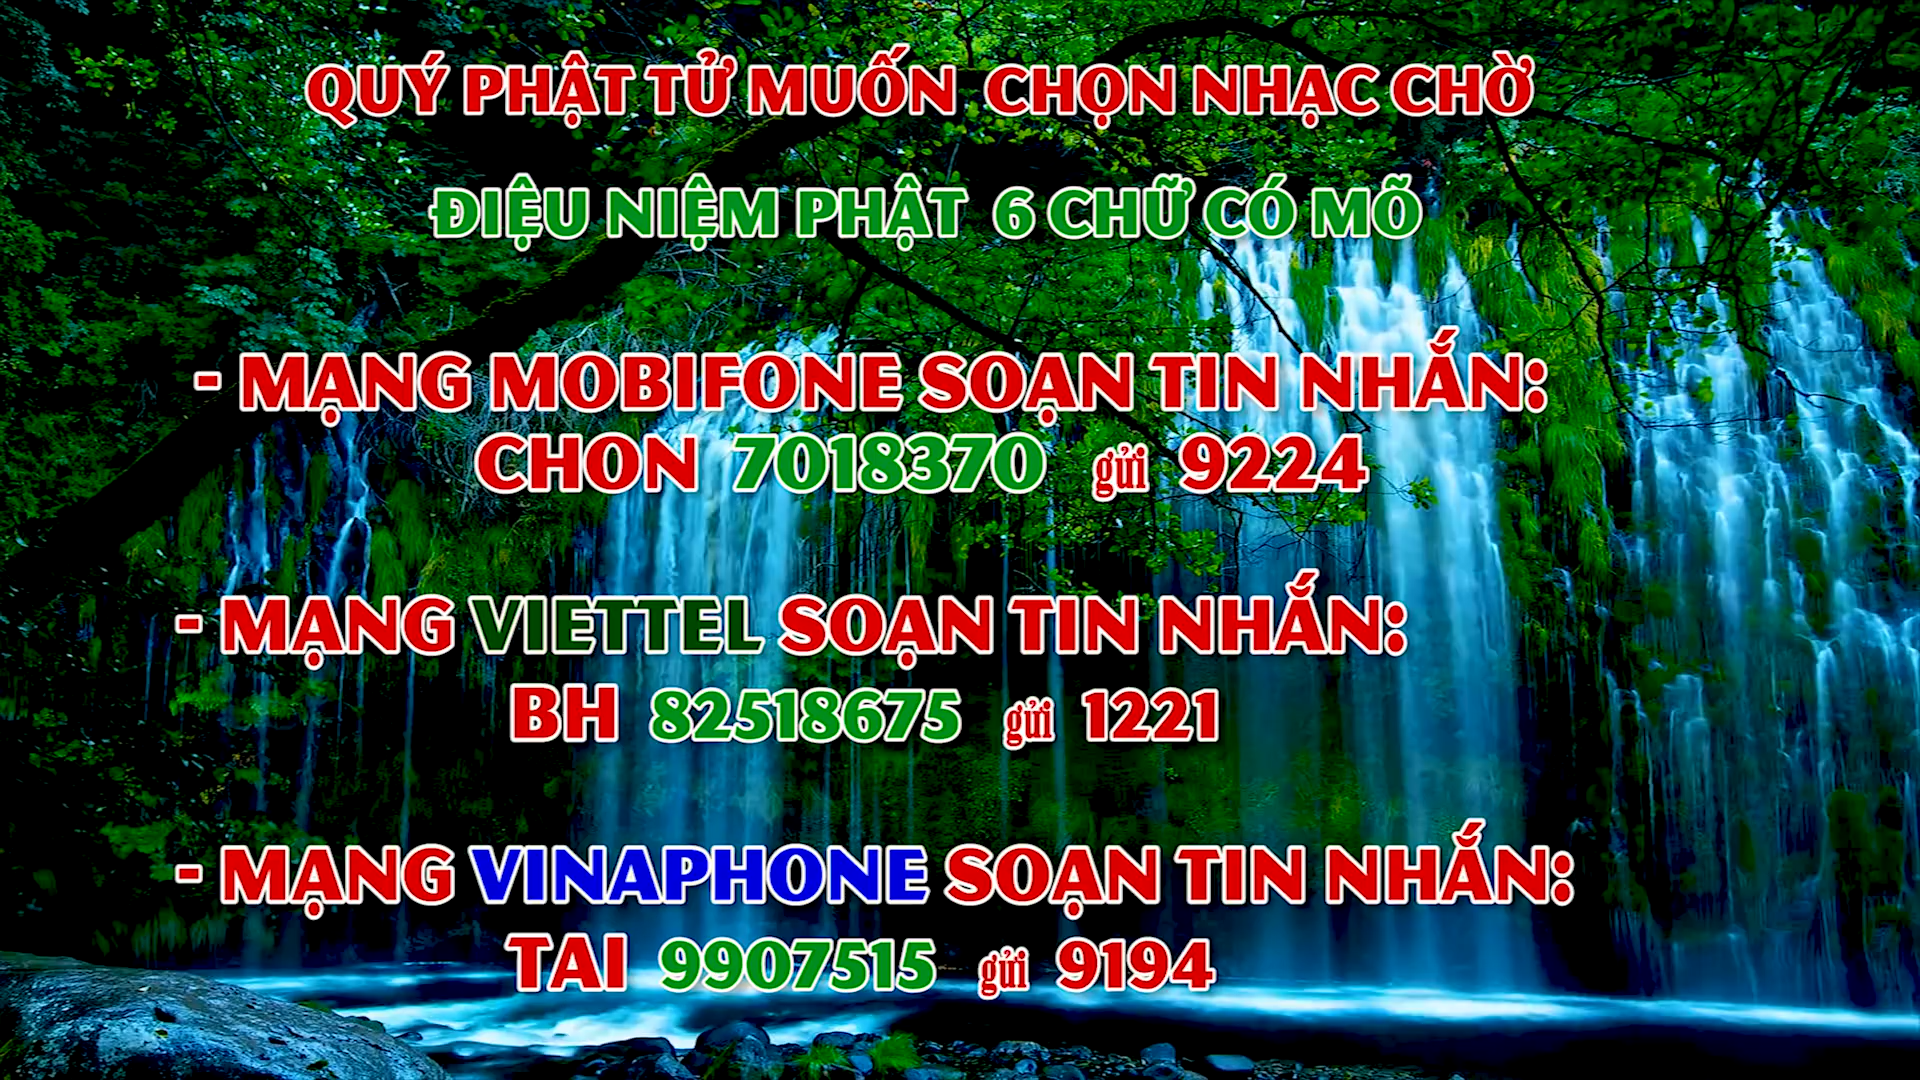 QUÝ PHẬT TỬ MUỐN CHỌN NHẠC CHỜ
ĐIỆU NIỆM PHẬT 6 CHỮ CÓ MÕ
- MẠNG MOBIFONE SOẠN TIN NHẮN:
CHON 7018370 gửi 9224
- MẠNG VIETTEL SOẠN TIN NHẮN:
BH 82518675 gửi 1221
- MẠNG VINAPHONE SOẠN TIN NHẮN:
TAI 9907515 gửi 9194